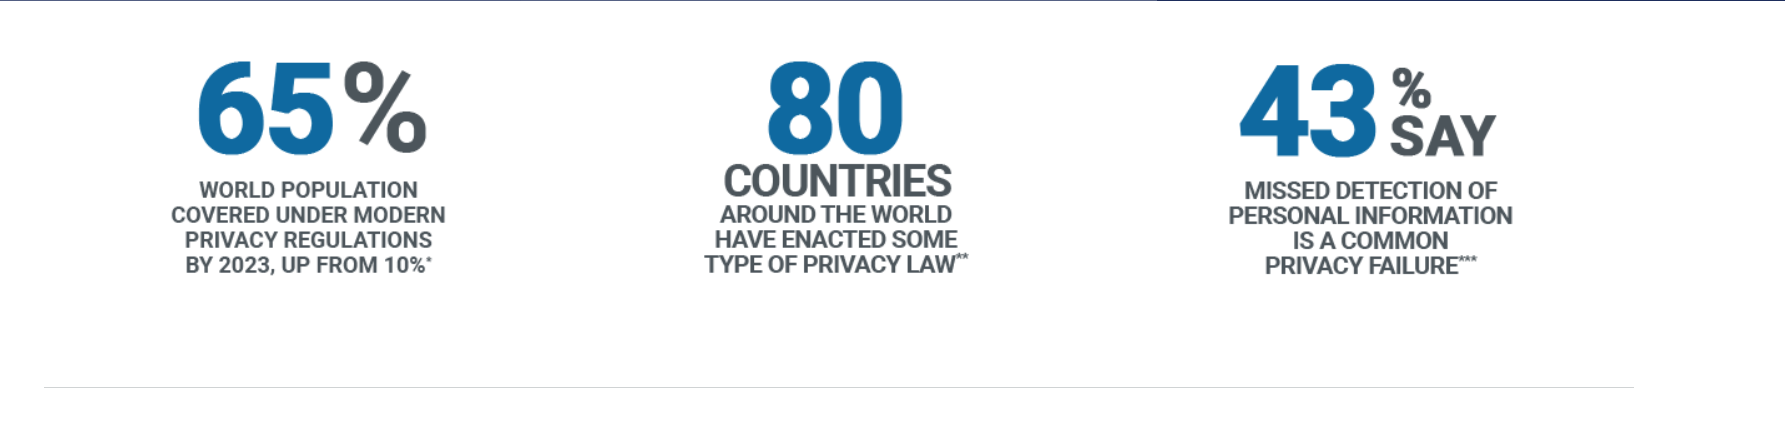 65%
WORLD POPULATION
COVERED UNDER MODERN
PRIVACY REGULATIONS
BY 2023, UP FROM 10%*
80
COUNTRIES
AROUND THE WORLD
HAVE ENACTED SOME
TYPE OF PRIVACY LAW**
43% SAY
MISSED DETECTION OF
PERSONAL INFORMATION
IS A COMMON
PRIVACY FAILURE***